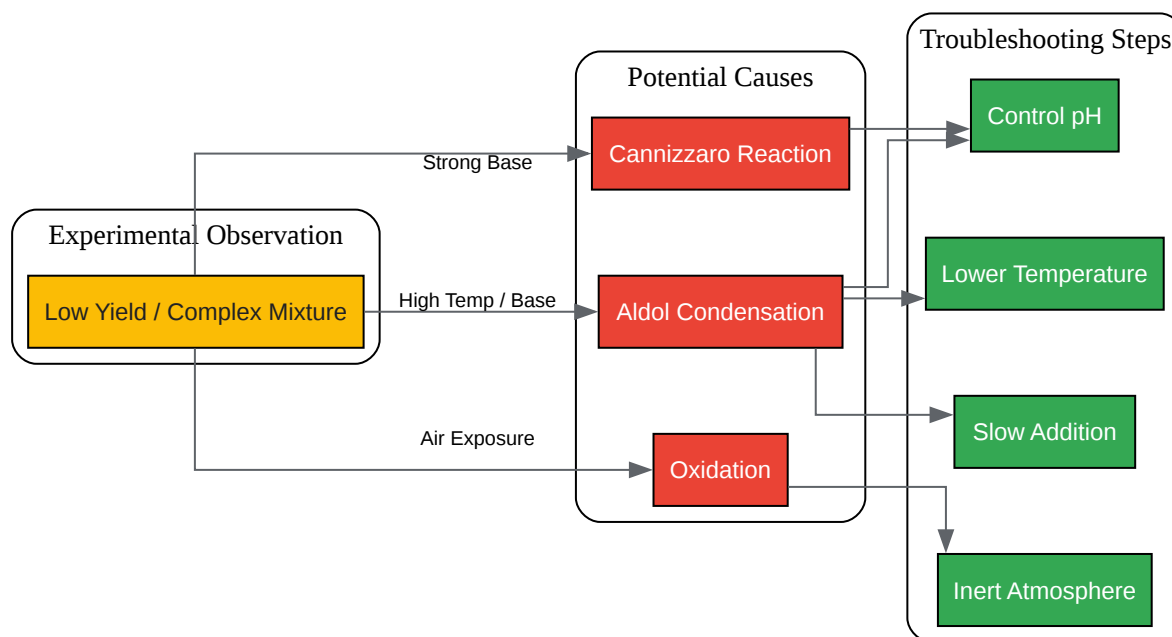 Troubleshooting Steps
Potential Causes
Control pH
Cannizzaro Reaction
Strong Base
Experimental Observation
Lower Temperature
Low Yield / Complex Mixture
High Temp / Base
Aldol Condensation
Slow Addition
Air Exposure
Oxidation
Inert Atmosphere